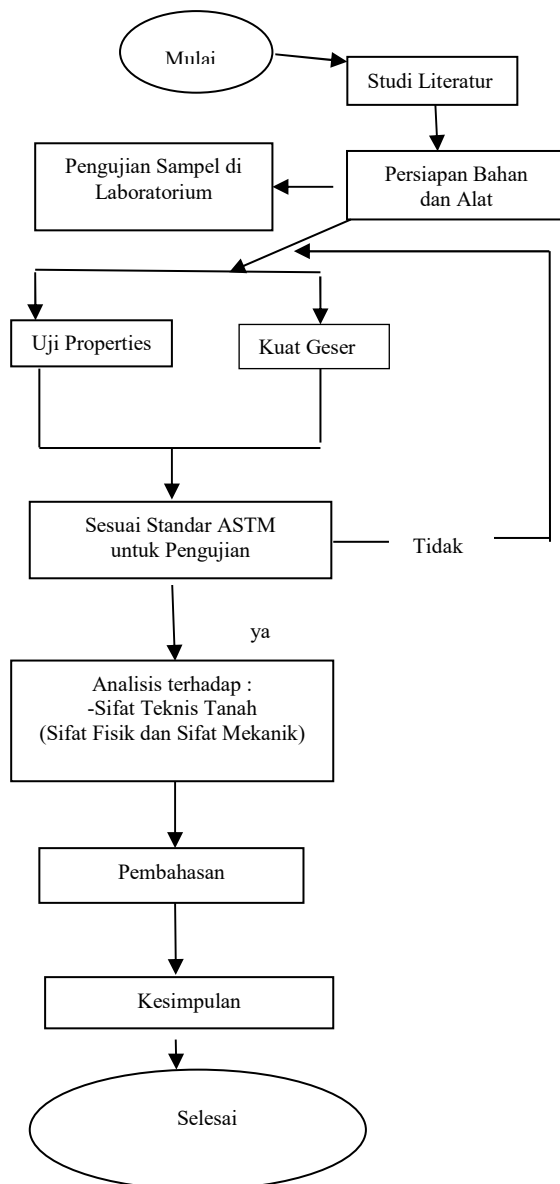 Mulai
Studi Literatur
Pengujian Sampel di
Laboratorium
Persiapan Bahan
dan Alat
Uji Properties
Kuat Geser
Sesuai Standar ASTM
untuk Pengujian
Tidak
ya
Analisis terhadap :
-Sifat Teknis Tanah
(Sifat Fisik dan Sifat Mekanik)
Pembahasan
Kesimpulan
Selesai